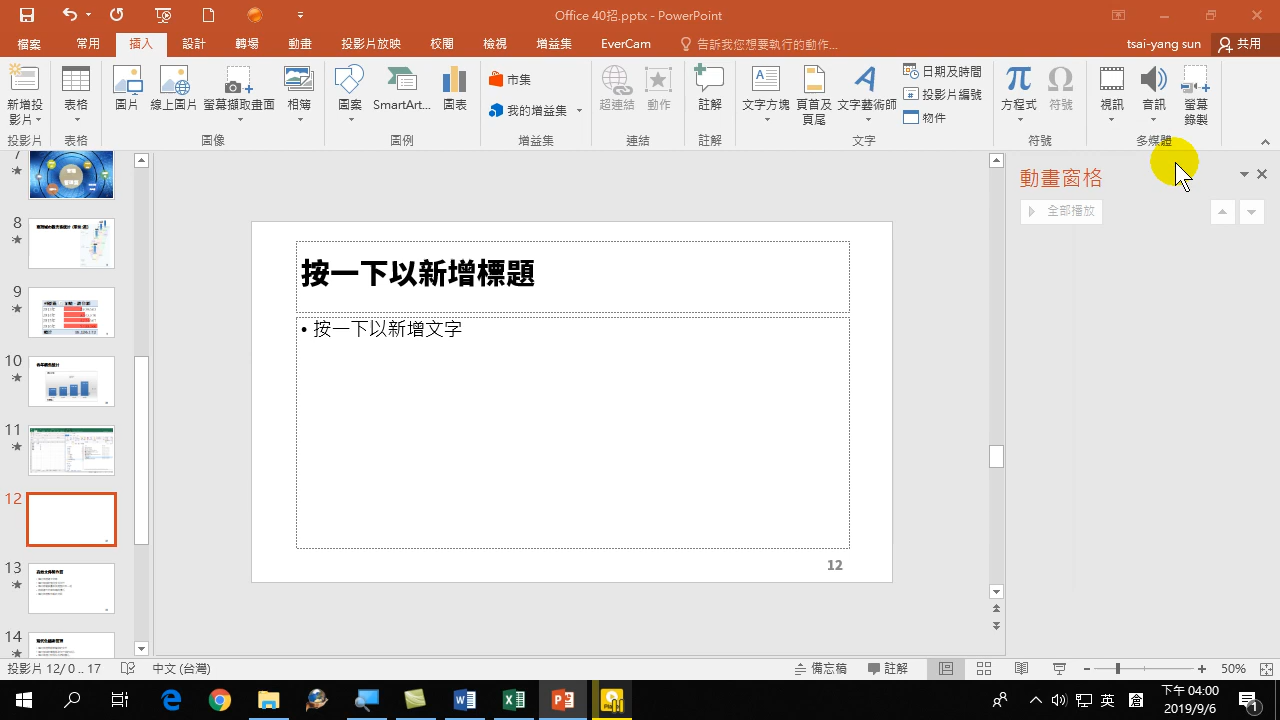 Office 40招.pptx - PowerPoint
檔案 常用 插入 設計 轉場 動畫 投影片放映 校閱 檢視 增益集 EverCam 告訴我您想要執行的動作... tsai-yang sun 共用
新增投影片 表格 圖片 線上圖片 螢幕擷取畫面 相簿 圖案 SmartArt... 圖表 市集 我的增益集 超連結 動作 註解 文字方塊 頁首及頁尾 文字藝術師 日期及時間 投影片編號 物件 方程式 符號 視訊 音訊 螢幕錄製
投影片 表格 圖像 圖例 增益集 連結 註解 文字 符號 多媒體
動畫窗格
全部播放
7
8
9
10
11
12
13
14
按一下以新增標題
• 按一下以新增文字
12
投影片 12/ 0 .. 17 中文 (台灣) 備忘稿 註解 50%
英 下午 04:00
2019/9/6
1